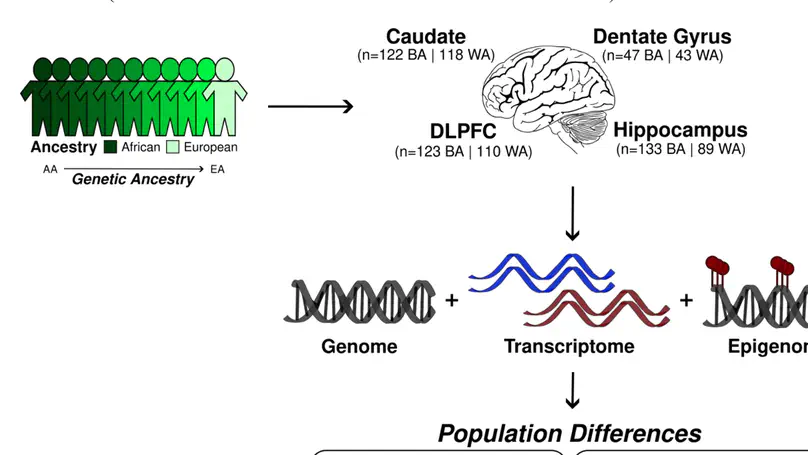 Caudate
(n=122 BA | 118 WA)
Dentate Gyrus
(n=47 BA | 43 WA)
DLPFC
(n=123 BA | 110 WA)
Hippocampus
(n=133 BA | 89 WA)
Ancestry African European
AA EA
Genetic Ancestry
Genome + Transcriptome + Epigenom
Population Differences